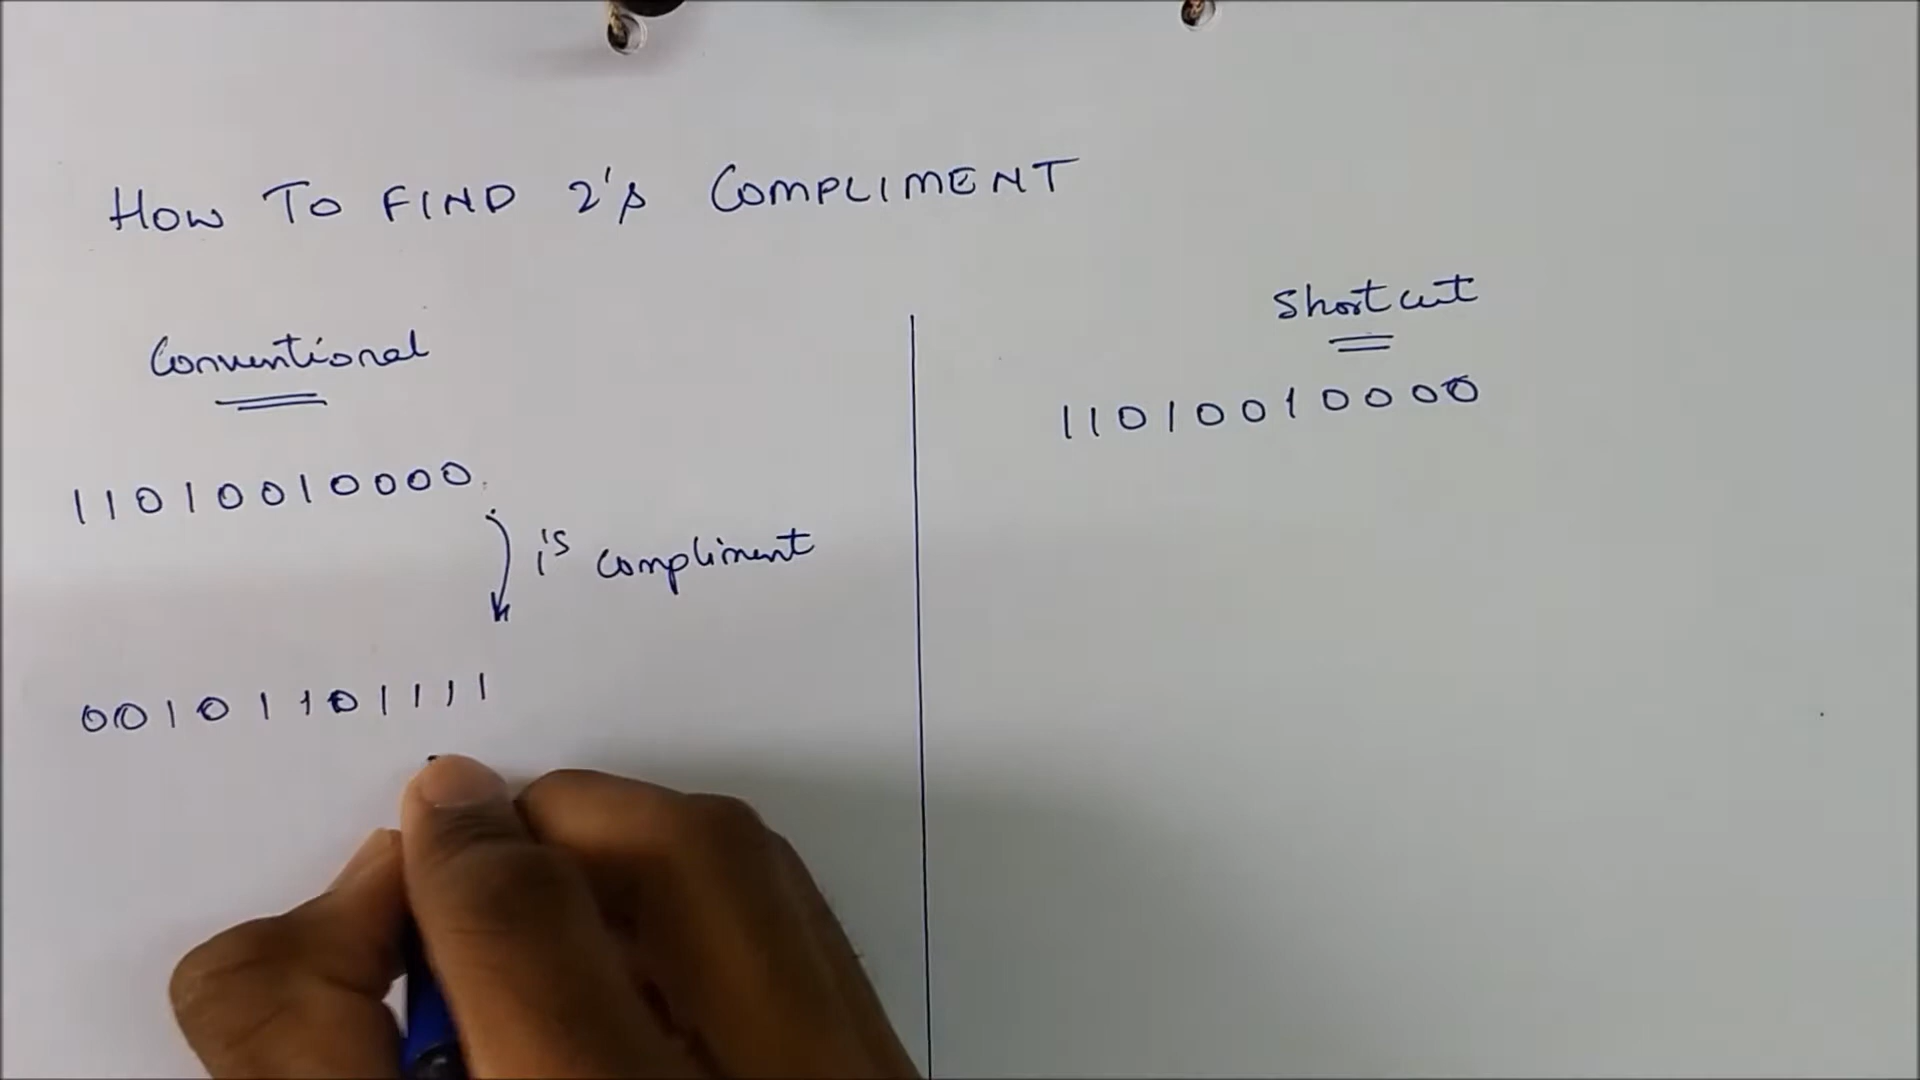 HOW TO FIND 2's COMPLIMENT
Conventional
11010010000
1's compliment
00101101111
Shortcut
11010010000